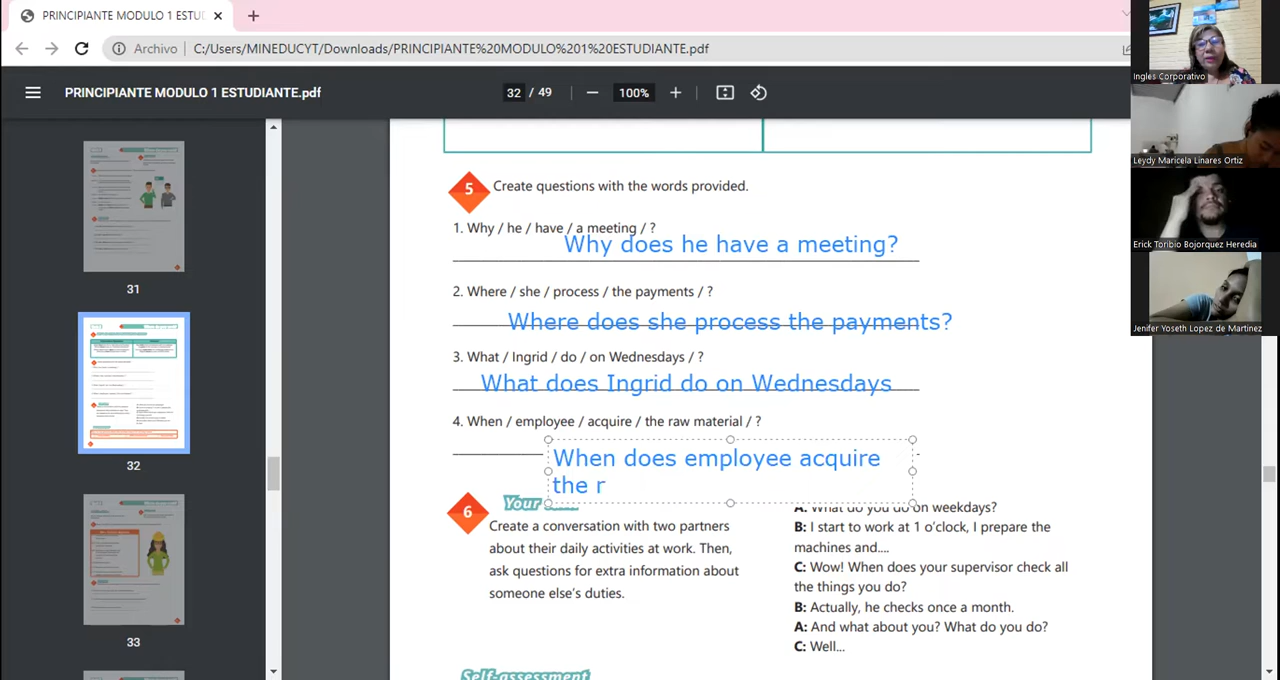 PRINCIPIANTE MODULO 1 ESTU
Archivo
C:/Users/MINEDUCYT/Downloads/PRINCIPIANTE%20MODULO%201%20ESTUDIANTE.pdf
PRINCIPIANTE MODULO 1 ESTUDIANTE.pdf
32 / 49
100%
Ingles Corporativo
Leydy Maricela Linares Ortiz
Erick Toribio Bojorquez Heredia
Jenifer Yoseth Lopez de Martinez
31
32
33
5 Create questions with the words provided.
1. Why / he / have / a meeting / ?
Why does he have a meeting?
2. Where / she / process / the payments / ?
Where does she process the payments?
3. What / Ingrid / do / on Wednesdays / ?
What does Ingrid do on Wednesdays
4. When / employee / acquire / the raw material / ?
When does employee acquire
the r
6 Your
Create a conversation with two partners
about their daily activities at work. Then,
ask questions for extra information about
someone else's duties.
A: What do you do on weekdays?
B: I start to work at 1 o'clock, I prepare the
machines and....
C: Wow! When does your supervisor check all
the things you do?
B: Actually, he checks once a month.
A: And what about you? What do you do?
C: Well...
Self-assessment